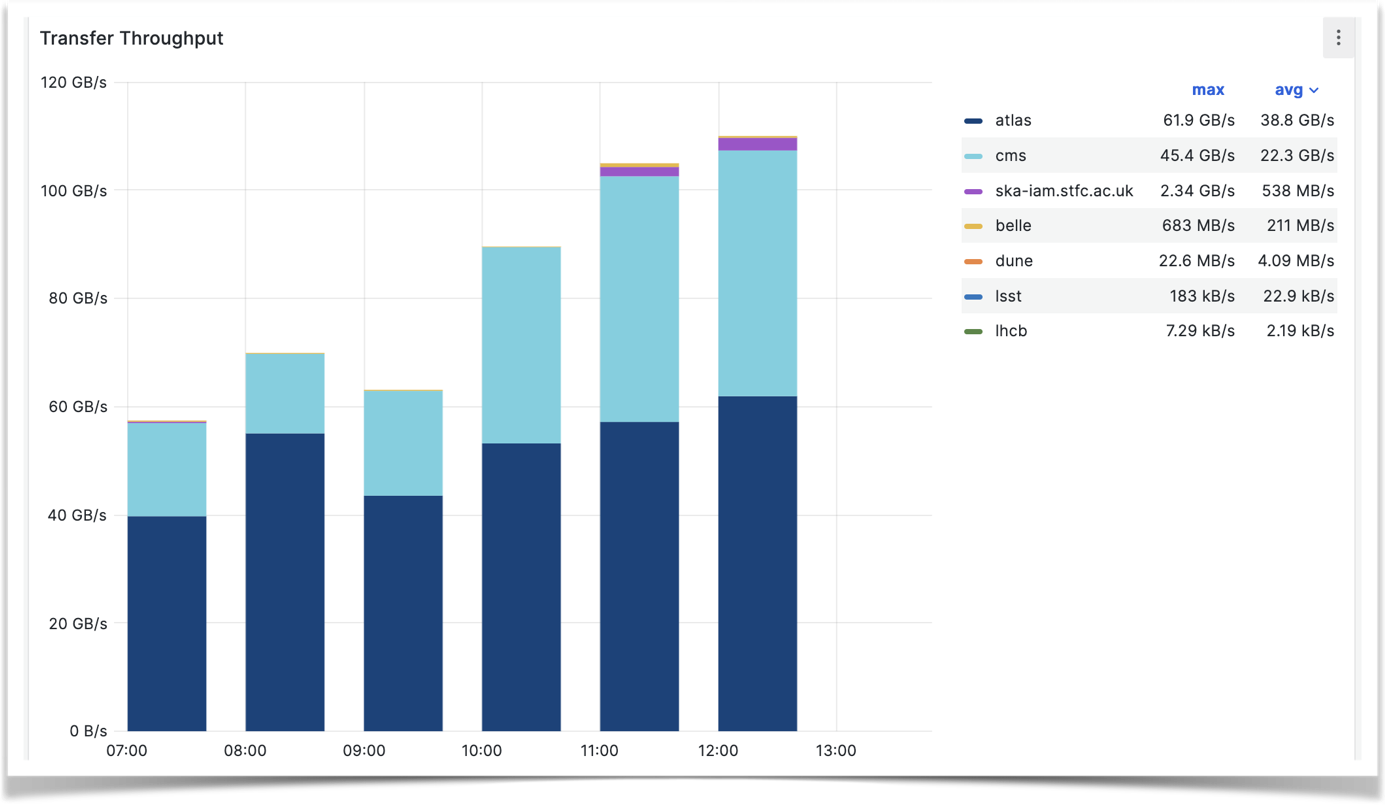 Transfer Throughput
120 GB/s
100 GB/s
80 GB/s
60 GB/s
40 GB/s
20 GB/s
0 B/s
07:00 08:00 09:00 10:00 11:00 12:00 13:00
max avg
atlas 61.9 GB/s 38.8 GB/s
cms 45.4 GB/s 22.3 GB/s
ska-iam.stfc.ac.uk 2.34 GB/s 538 MB/s
belle 683 MB/s 211 MB/s
dune 22.6 MB/s 4.09 MB/s
lsst 183 kB/s 22.9 kB/s
lhcb 7.29 kB/s 2.19 kB/s